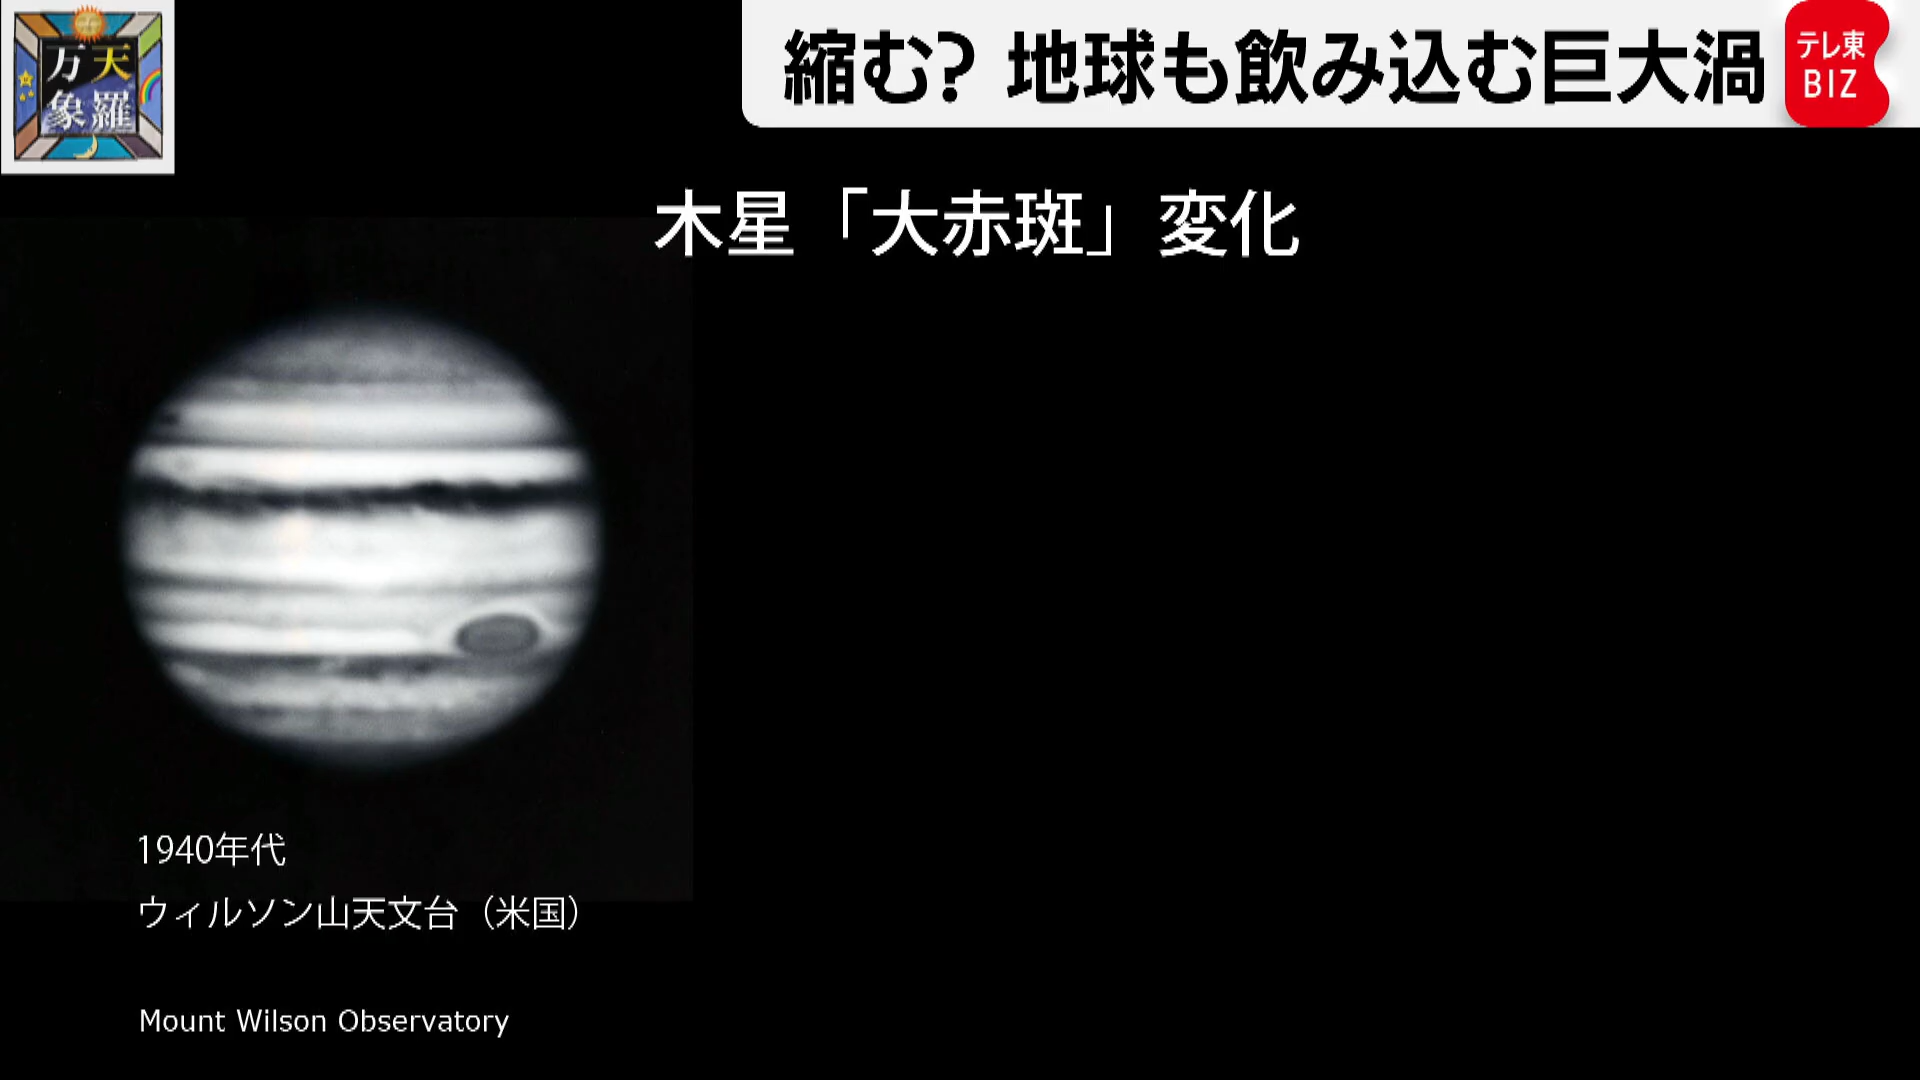 天羅
万象
縮む? 地球も飲み込む巨大渦
テレ東
BIZ
木星「大赤斑」変化
1940年代
ウィルソン山天文台（米国）
Mount Wilson Observatory